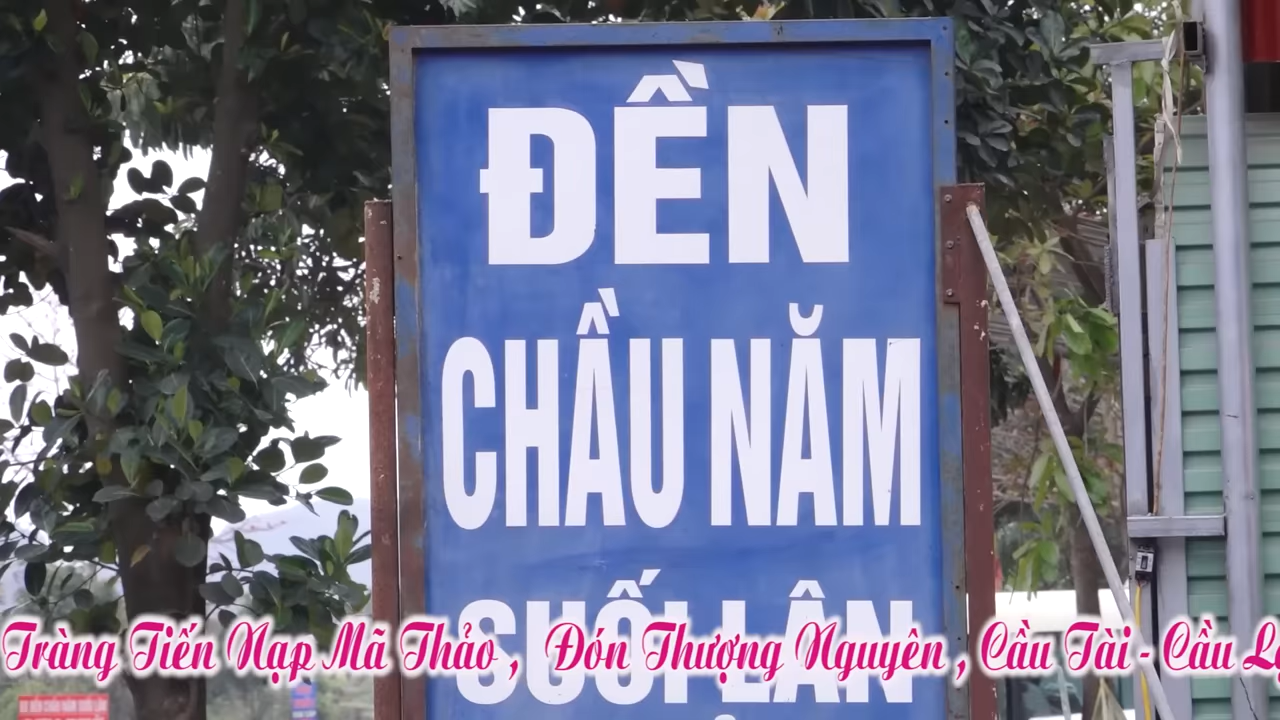 ĐỀN
CHẦU NĂM
SUỐI LÂN
Tràng Tiến Nạp Mã Thảo , Đón Thượng Nguyên , Cầu Tài - Cầu